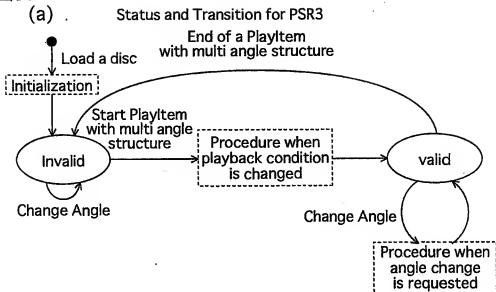 (a).
Status and Transition for PSR3
End of a PlayItem
with multi angle structure
Load a disc
Initialization
Start PlayItem
with multi angle
structure
Procedure when
playback condition
is changed
Invalid
valid
Change Angle
Change Angle
Procedure when
angle change
is requested